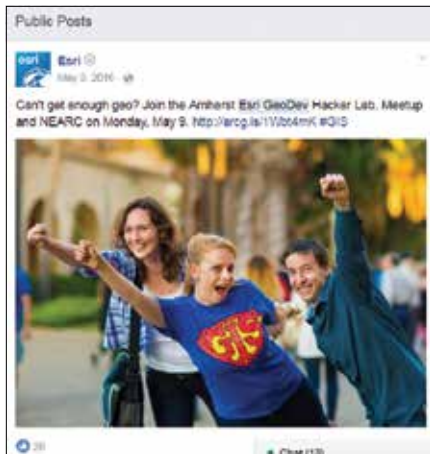 Public Posts
esri
Esri
May 3, 2016
Can't get enough geo? Join the Amherst Esri GeoDev Hacker Lab, Meetup
and NEARC on Monday, May 9. http://arcg.is/1Wbt4mK #GIS
GIS
Chat (13)